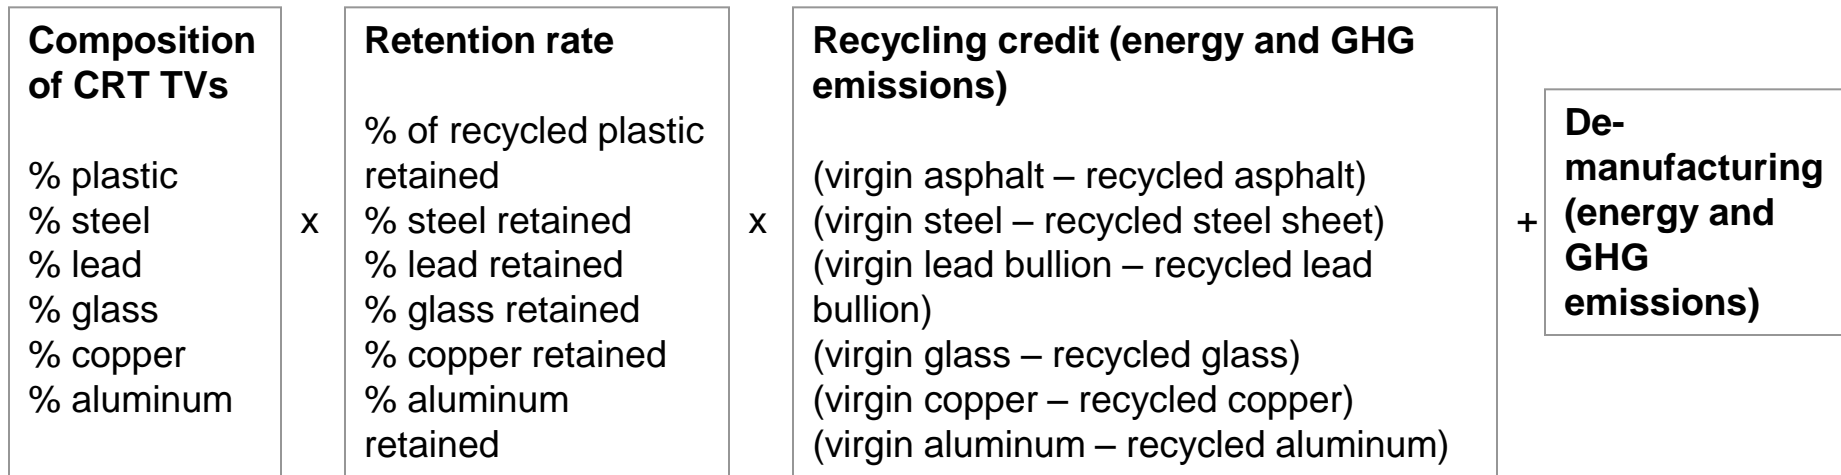 Composition
of CRT TVs
% plastic
% steel
% lead
% glass
% copper
% aluminum
x
Retention rate
% of recycled plastic
retained
% steel retained
% lead retained
% glass retained
% copper retained
% aluminum
retained
x
Recycling credit (energy and GHG
emissions)
(virgin asphalt – recycled asphalt)
(virgin steel – recycled steel sheet)
(virgin lead bullion – recycled lead
bullion)
(virgin glass – recycled glass)
(virgin copper – recycled copper)
(virgin aluminum – recycled aluminum)
+
De-
manufacturing
(energy and
GHG
emissions)